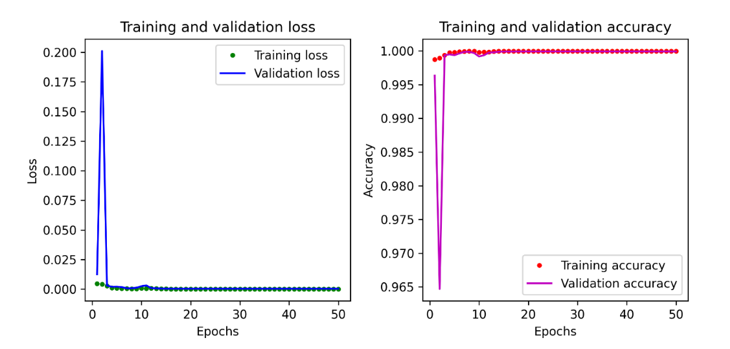 Training and validation loss
0.200
0.175
0.150
0.125
0.100
0.075
0.050
0.025
0.000
Loss
Training loss
Validation loss
0 10 20 30 40 50
Epochs
Training and validation accuracy
1.000
0.995
0.990
0.985
0.980
0.975
0.970
0.965
Accuracy
Training accuracy
Validation accuracy
0 10 20 30 40 50
Epochs